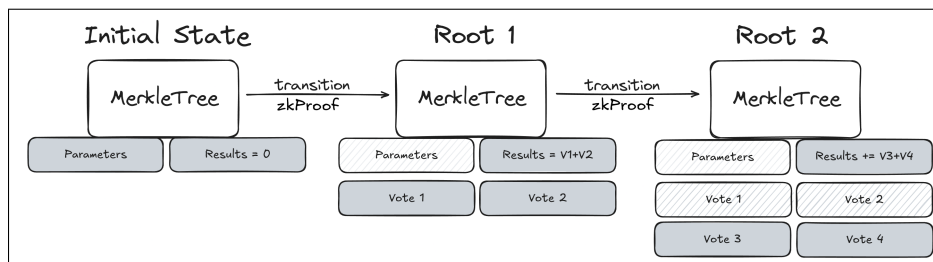 Initial State
Root 1
Root 2
MerkleTree
transition
zkProof
MerkleTree
transition
zkProof
MerkleTree
Parameters
Results = 0
Parameters
Results = V1+V2
Parameters
Results += V3+V4
Vote 1
Vote 2
Vote 1
Vote 2
Vote 3
Vote 4